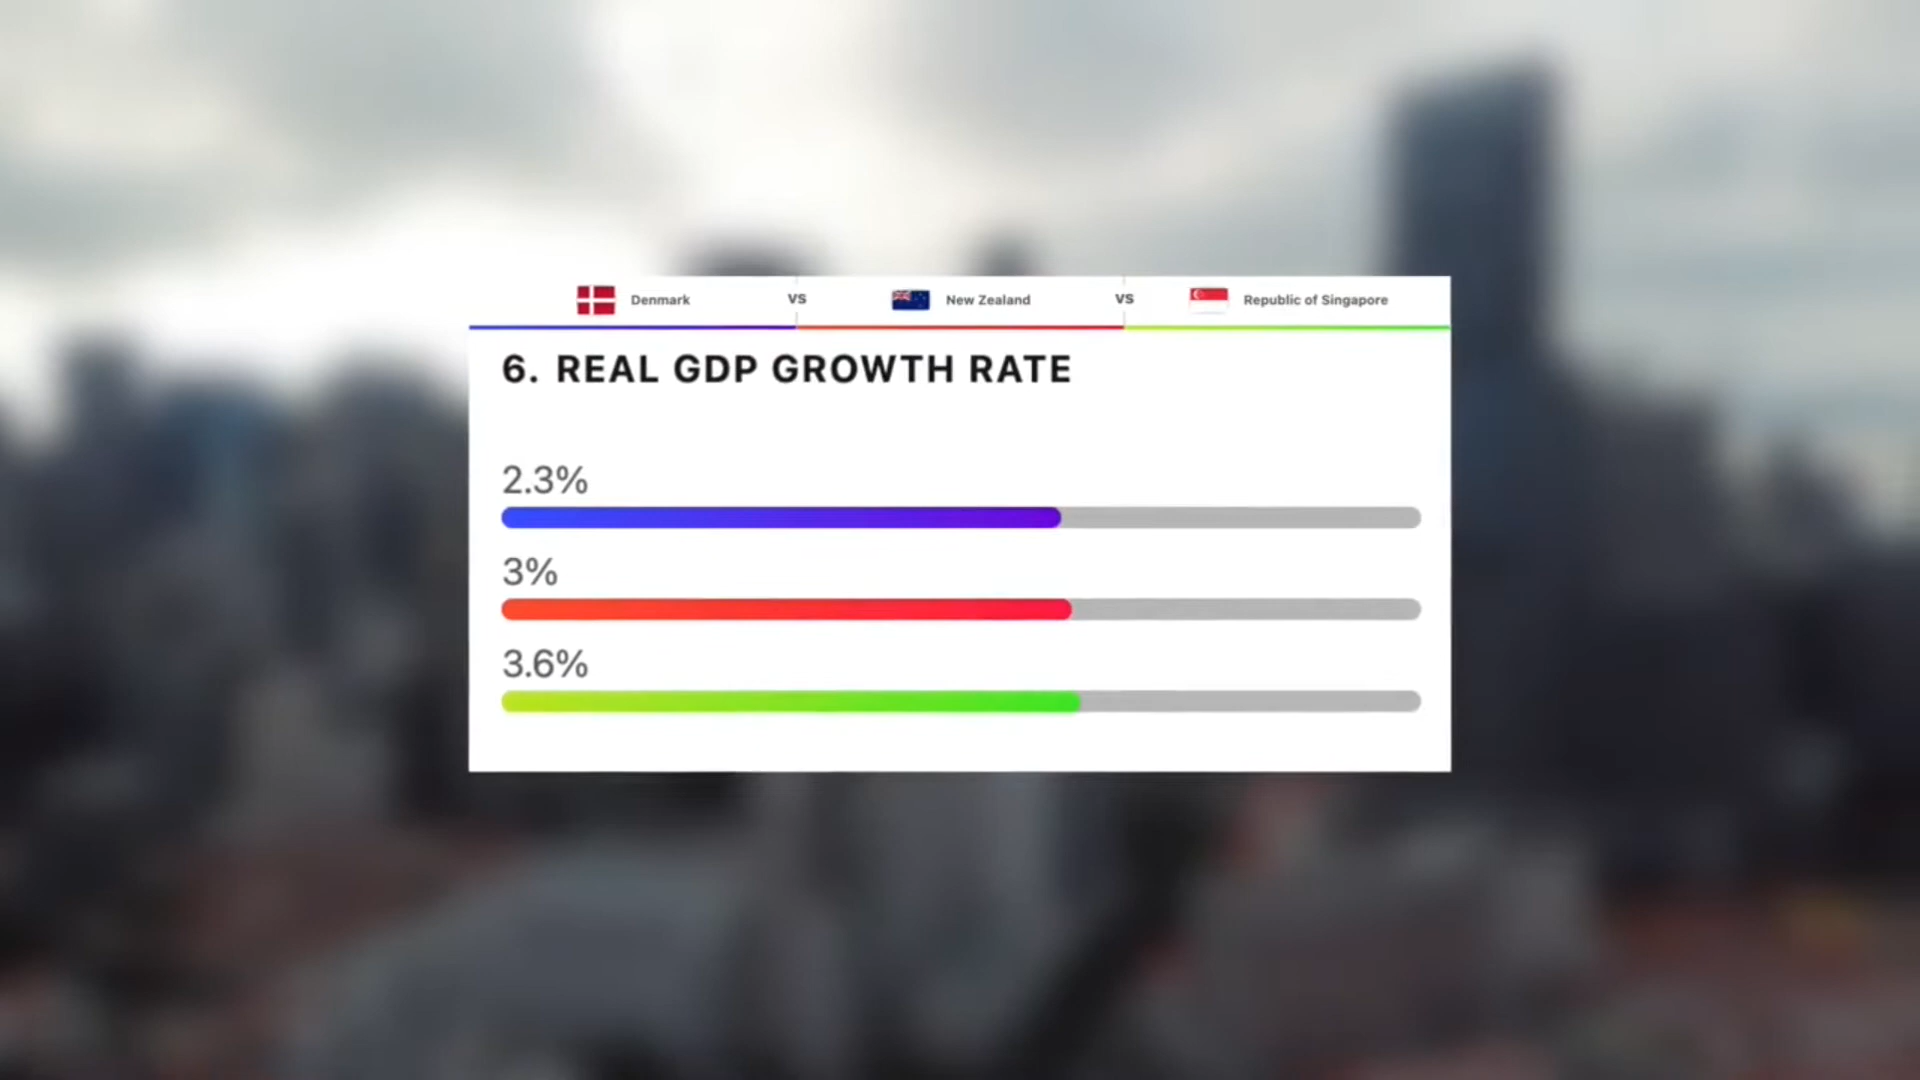 Denmark VS New Zealand VS Republic of Singapore
6. REAL GDP GROWTH RATE
2.3%
3%
3.6%